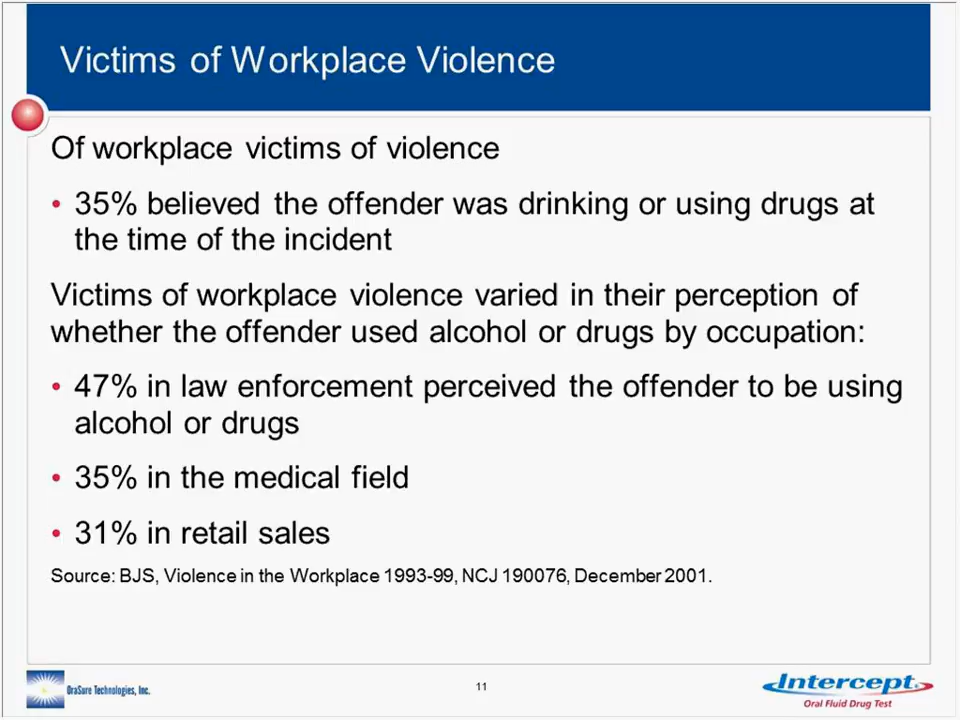 Victims of Workplace Violence
Of workplace victims of violence
• 35% believed the offender was drinking or using drugs at
the time of the incident
Victims of workplace violence varied in their perception of
whether the offender used alcohol or drugs by occupation:
• 47% in law enforcement perceived the offender to be using
alcohol or drugs
• 35% in the medical field
• 31% in retail sales
Source: BJS, Violence in the Workplace 1993-99, NCJ 190076, December 2001.
OraSure Technologies, Inc.
11
Intercept®
Oral Fluid Drug Test